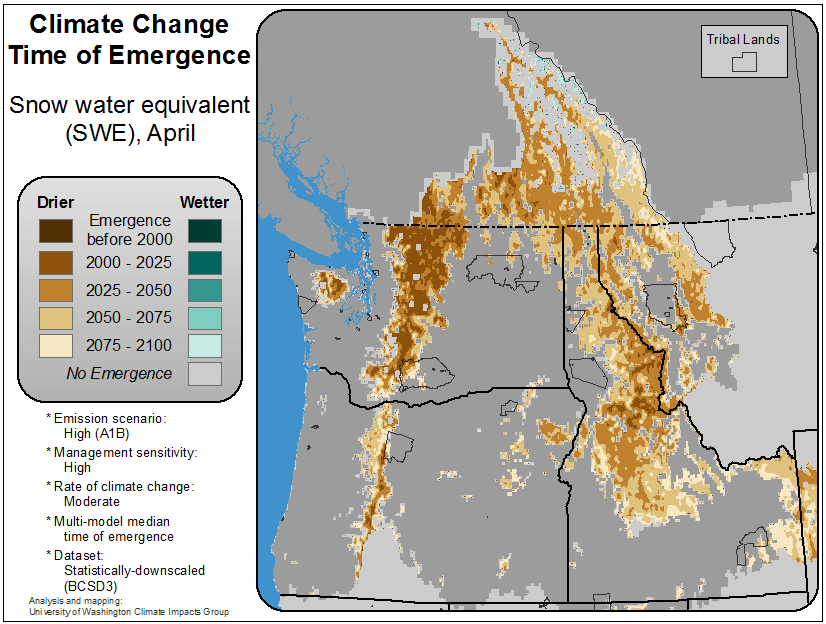 Climate Change
Time of Emergence
Snow water equivalent
(SWE), April
Drier
Wetter
Emergence
before 2000
2000 - 2025
2025 - 2050
2050 - 2075
2075 - 2100
No Emergence
* Emission scenario:
High (A1B)
* Management sensitivity:
High
* Rate of climate change:
Moderate
* Multi-model median
time of emergence
* Dataset:
Statistically-downscaled
(BCSD3)
Analysis and mapping:
University of Washington Climate Impacts Group
Tribal Lands